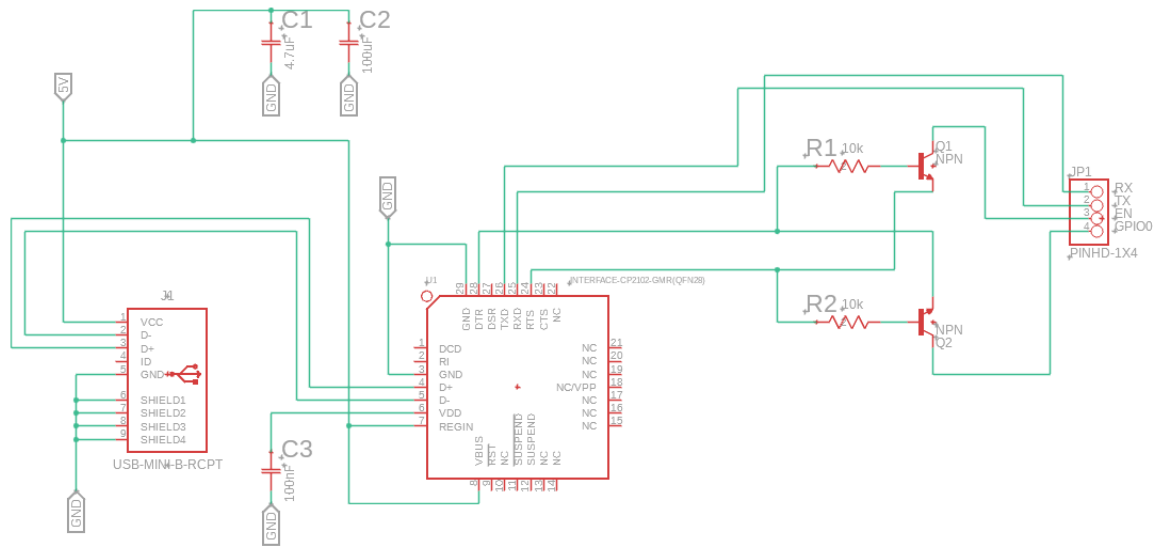 C1
4.7uF
GND
C2
100uF
GND
5V
GND
R1
10k
Q1
NPN
JP1
1
2
3
4
RX
TX
EN
GPIO0
PINHD-1X4
R2
10k
NPN
Q2
J1
1
2
3
4
5
6
7
8
9
VCC
D-
D+
ID
GND
SHIELD1
SHIELD2
SHIELD3
SHIELD4
USB-MINI-B-RCPT
GND
C3
100nF
GND
U1
INTERFACE-CP2102-GMR(QFN28)
29
28
27
26
25
24
23
22
GND
DTR
DSR
TXD
RXD
RTS
CTS
NC
1
2
3
4
5
6
7
DCD
RI
GND
D+
D-
VDD
REGIN
NC
NC
NC
NC/VPP
NC
NC
NC
21
20
19
18
17
16
15
VBUS
RST
NC
SUSPEND
SUSPEND
NC
NC
8
9
10
11
12
13
14